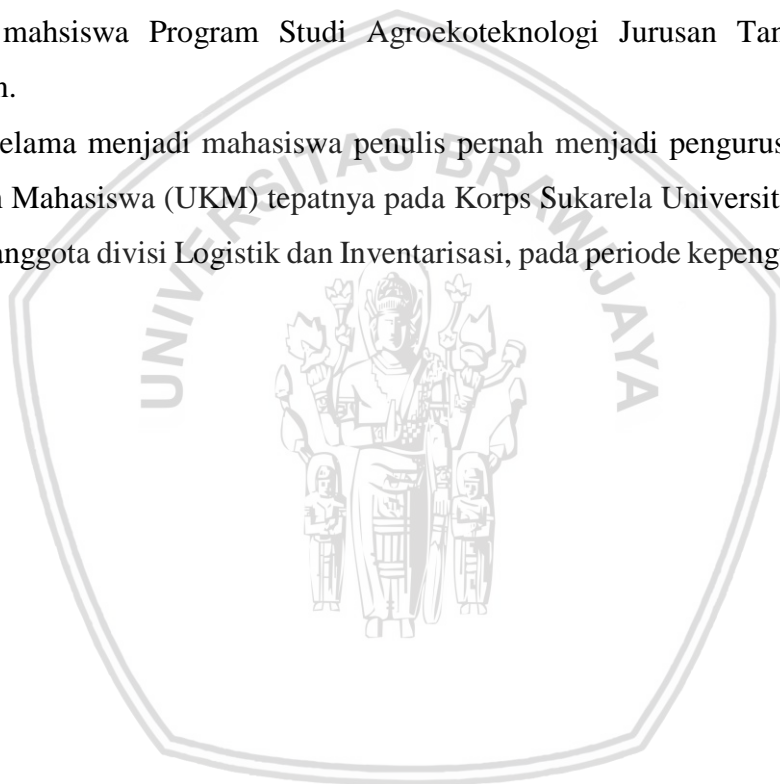 mahsiswa Program Studi Agroekoteknologi Jurusan Tan
n.
elama menjadi mahasiswa penulis pernah menjadi pengurus
n Mahasiswa (UKM) tepatnya pada Korps Sukarela Universit
anggota divisi Logistik dan Inventarisasi, pada periode kepeng
UNIVERSITAS BRAWIJAYA